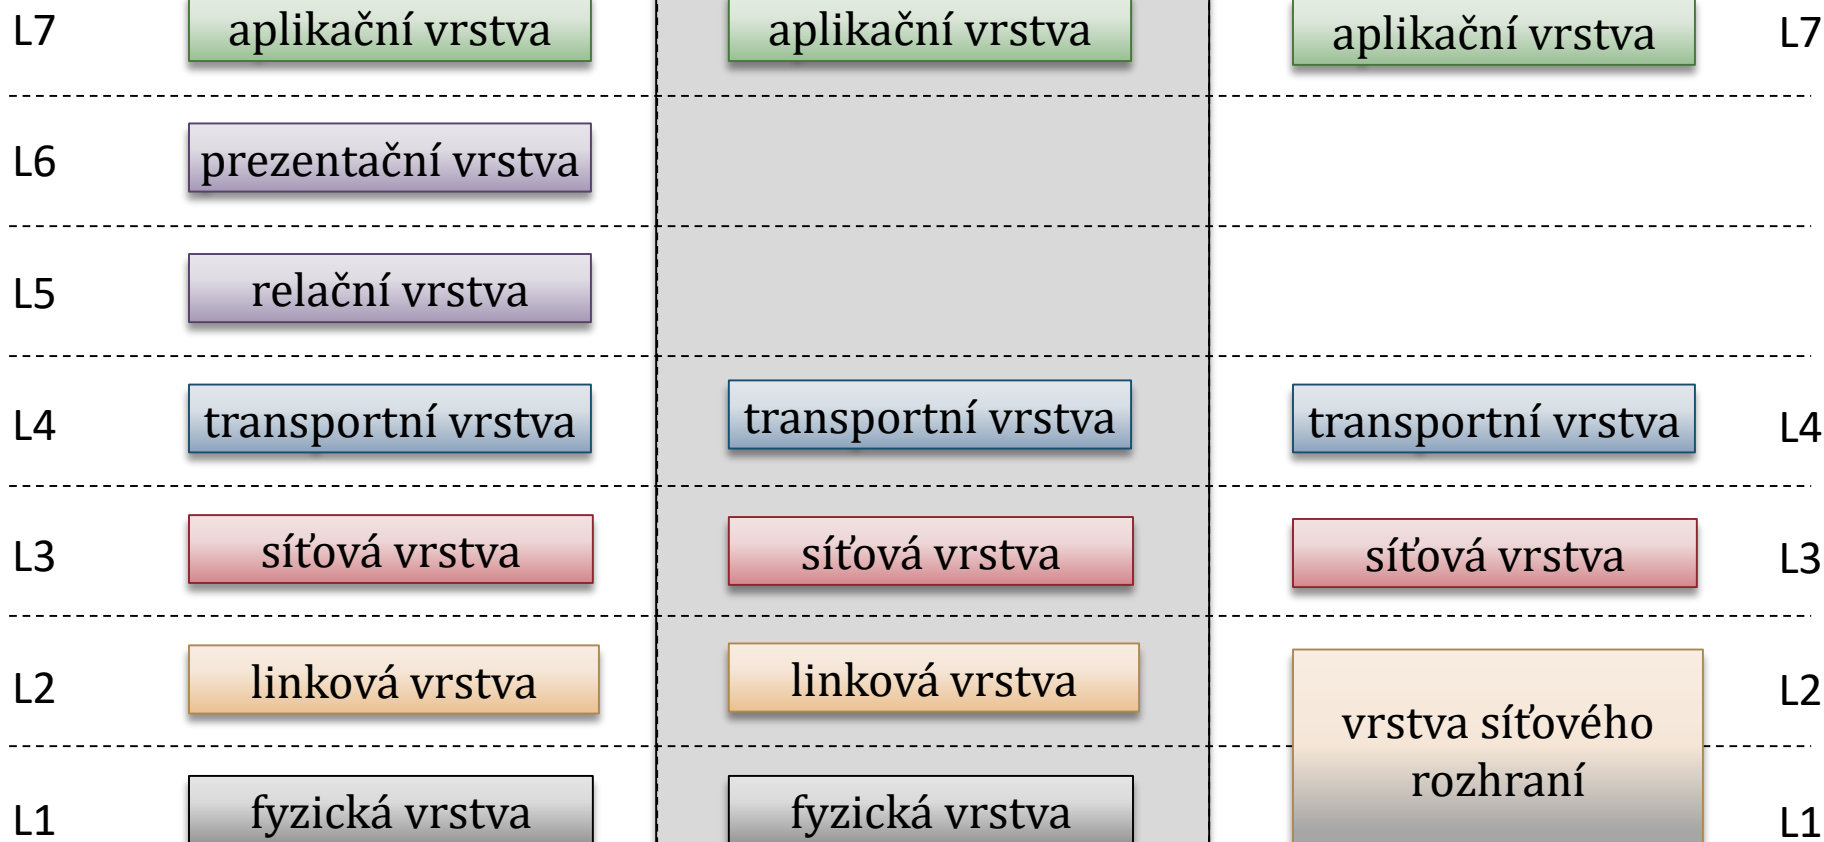 L7 aplikační vrstva aplikační vrstva aplikační vrstva L7
L6 prezentační vrstva
L5 relační vrstva
L4 transportní vrstva transportní vrstva transportní vrstva L4
L3 síťová vrstva síťová vrstva síťová vrstva L3
L2 linková vrstva linková vrstva L2
vrstva síťového
rozhraní
L1 fyzická vrstva fyzická vrstva L1